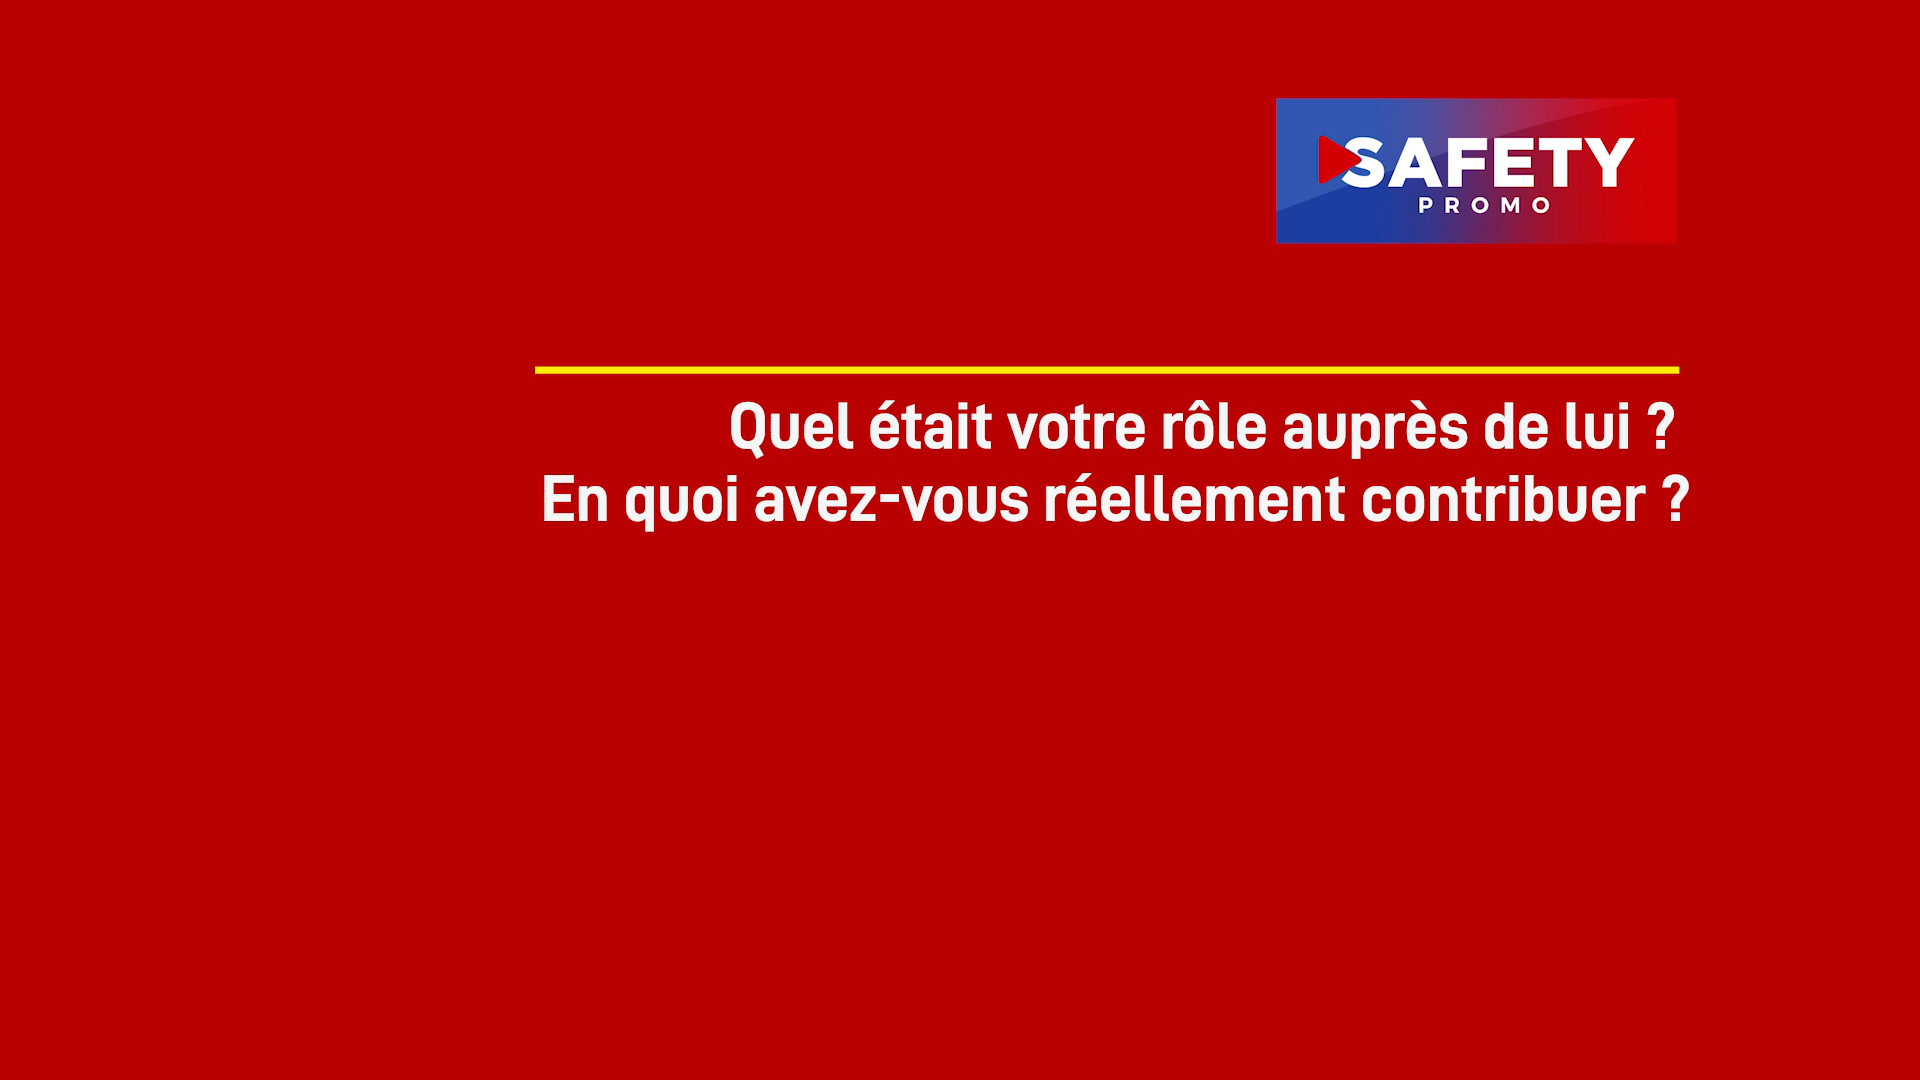 SAFETY
PROMO
Quel était votre rôle auprès de lui ?
En quoi avez-vous réellement contribuer ?